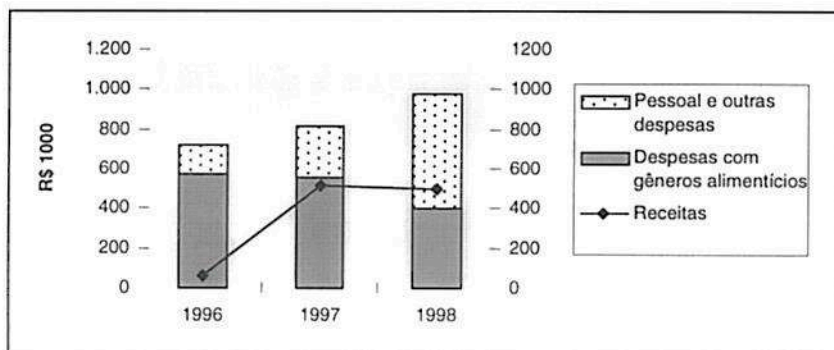 1.200
1.000
800
600
400
200
0
R$ 1000
1200
1000
800
600
400
200
0
1996
1997
1998
Pessoal e outras
despesas
Despesas com
gêneros alimentícios
Receitas